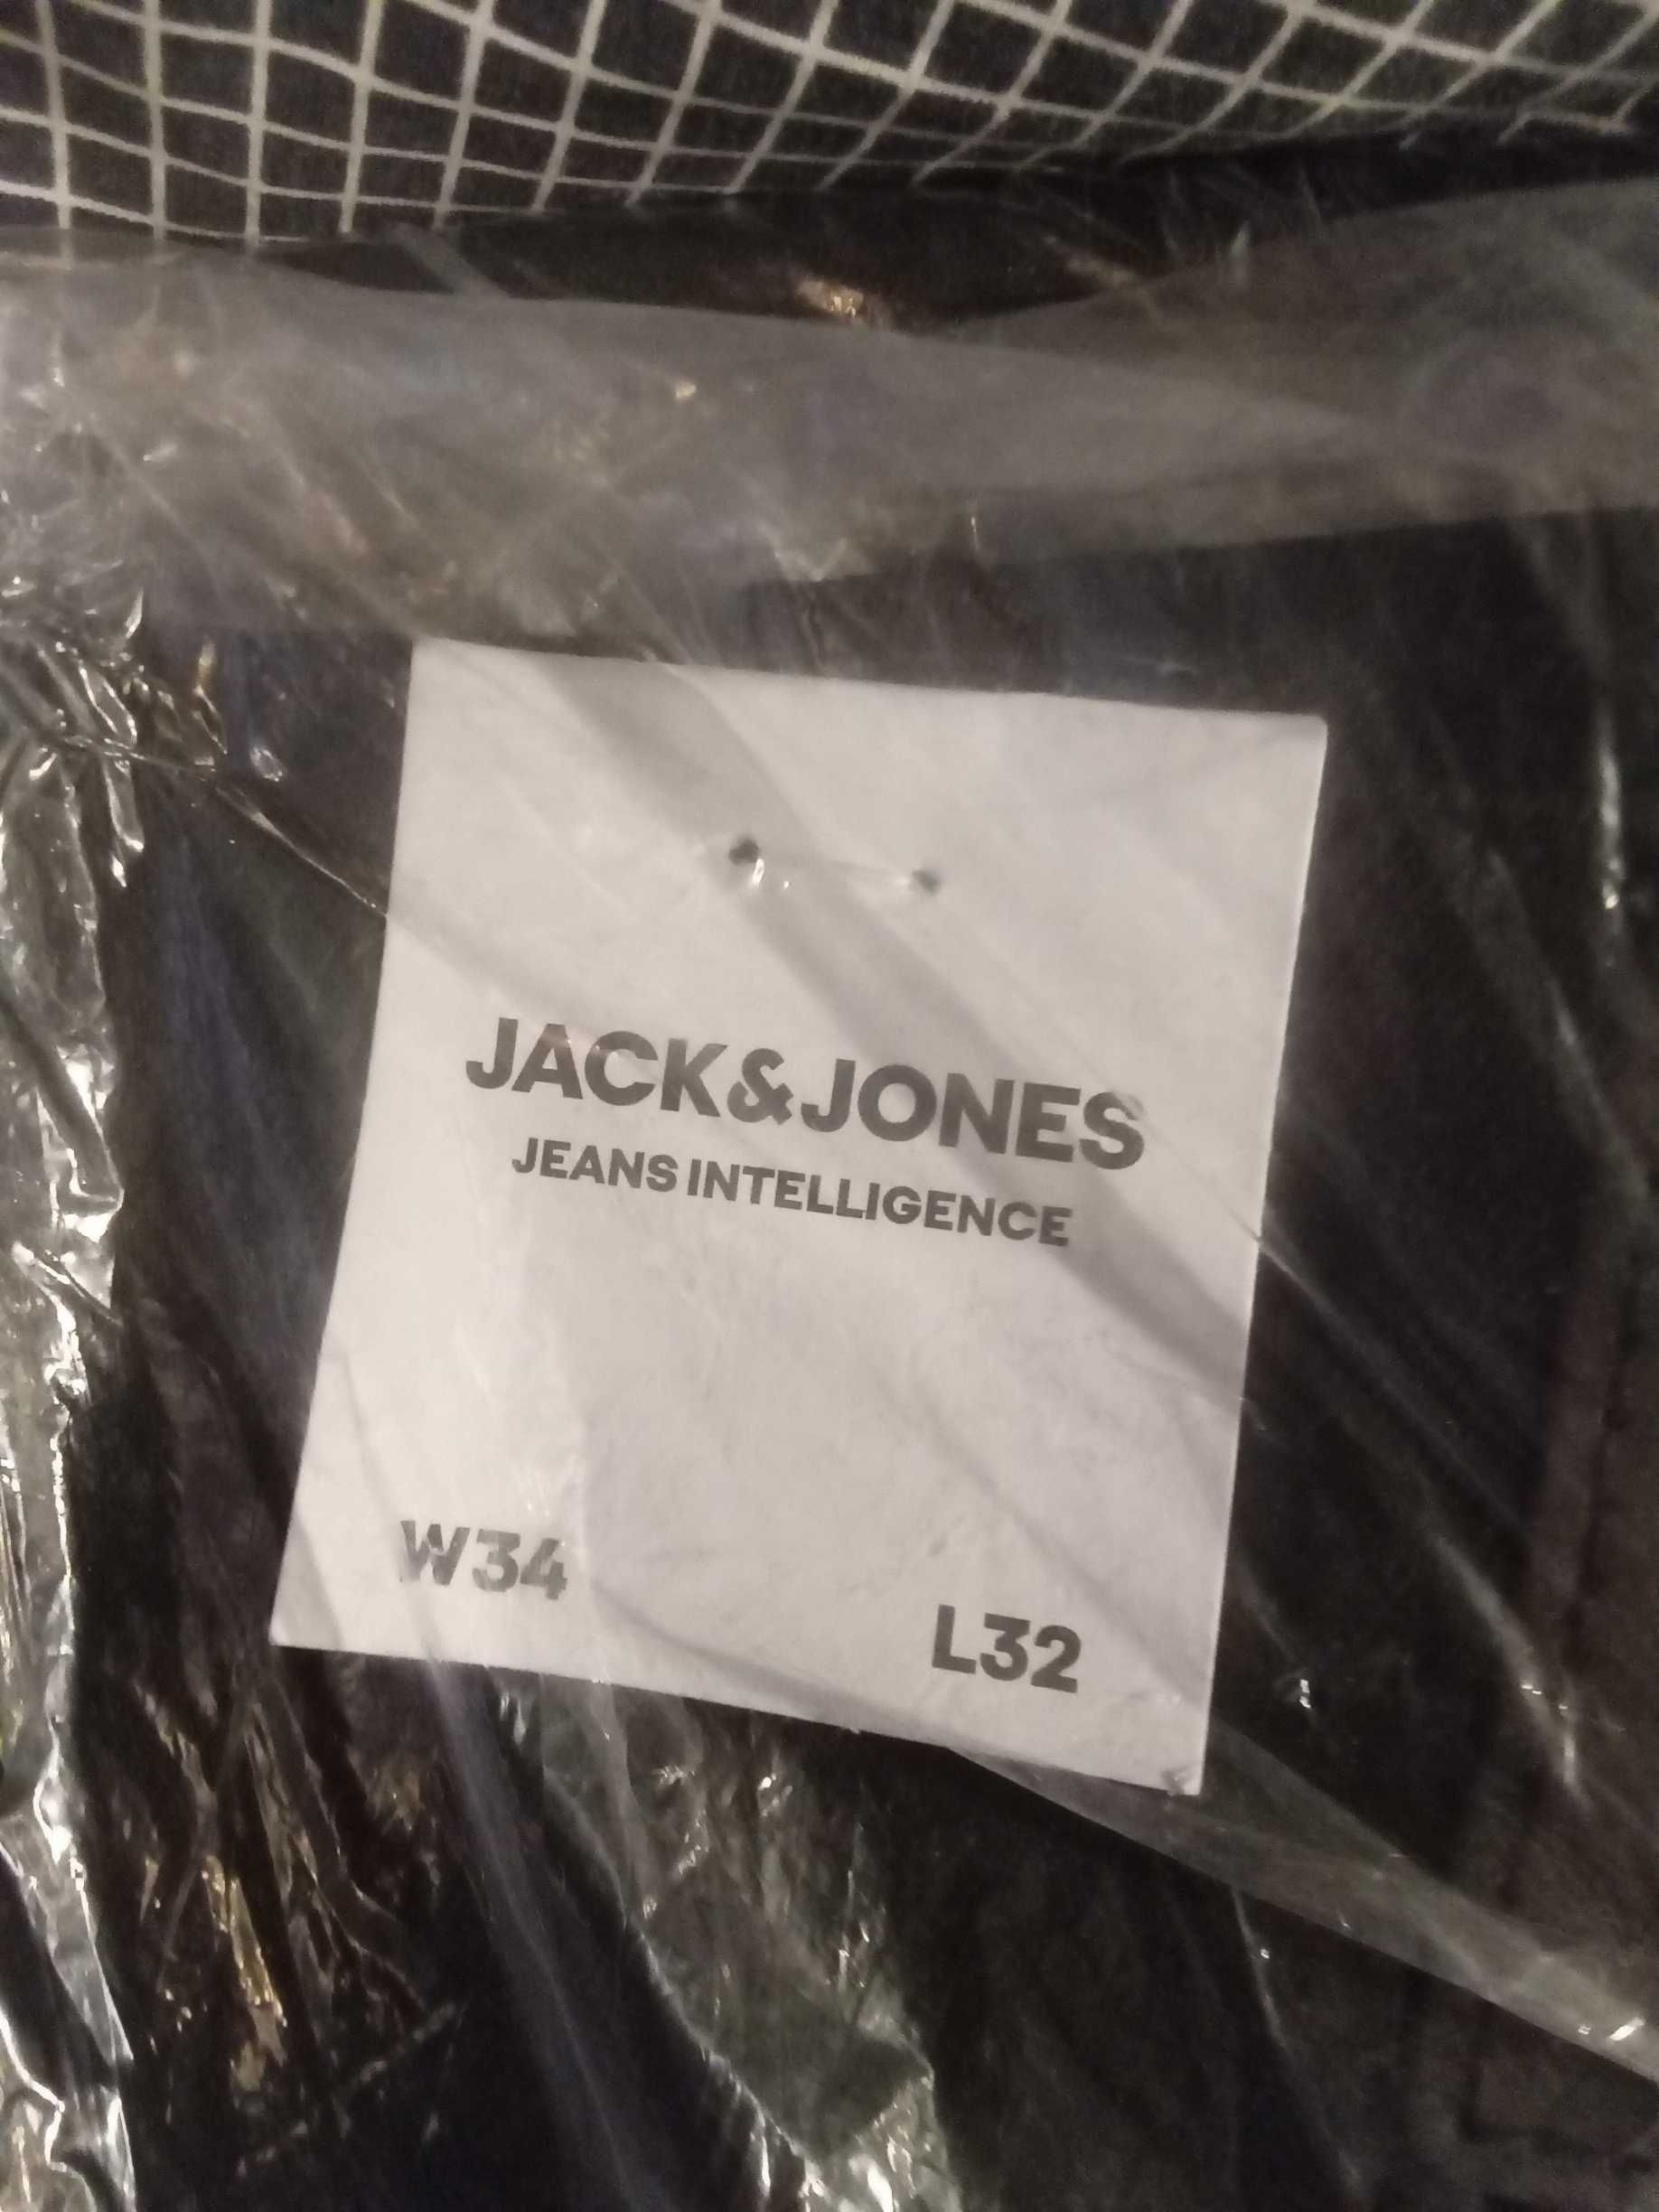 JACK&JONES
JEANS INTELLIGENCE
W34
L32